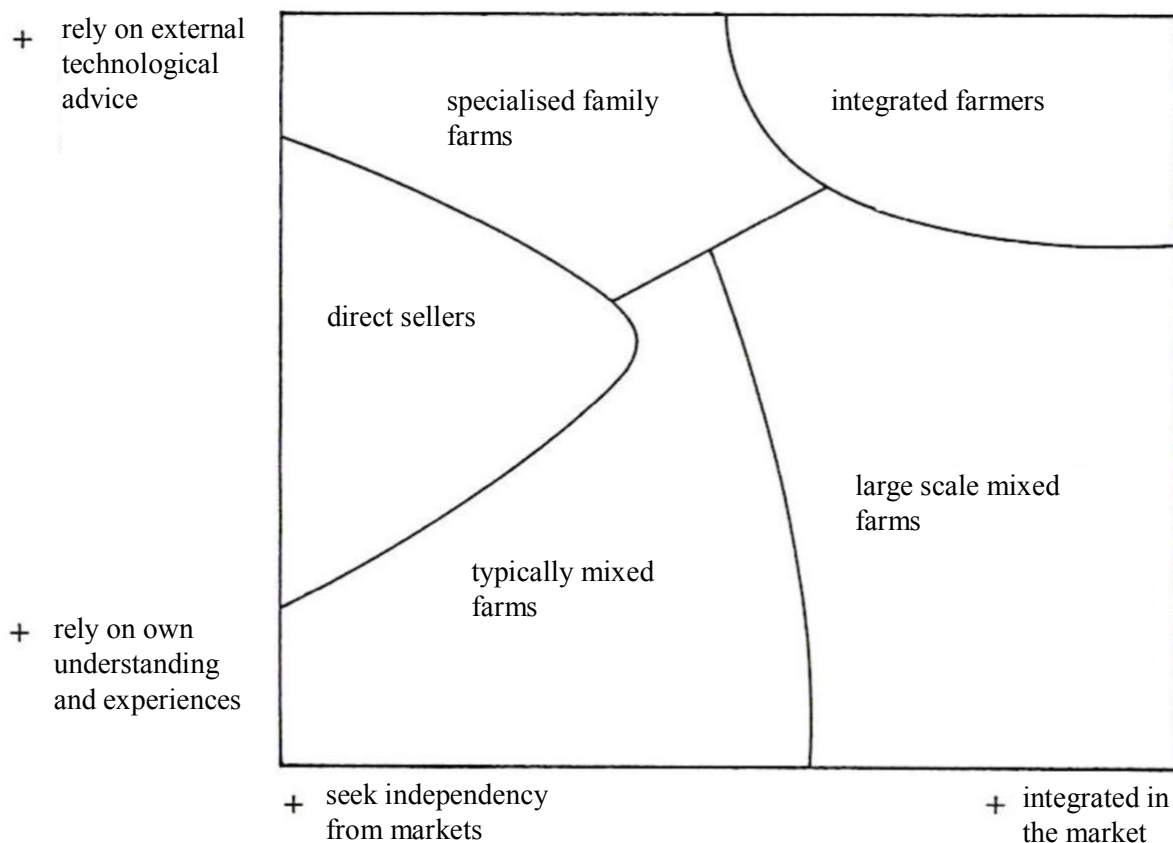 + rely on external
technological
advice
specialised family
farms
integrated farmers
direct sellers
large scale mixed
farms
typically mixed
farms
+ rely on own
understanding
and experiences
+ seek independency
from markets
+ integrated in
the market